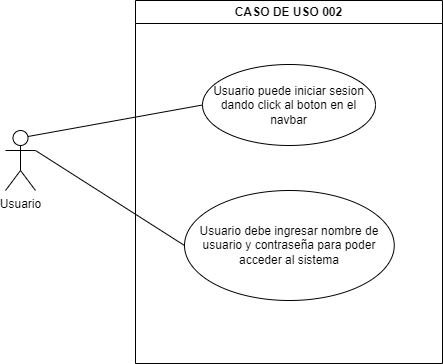 CASO DE USO 002
Usuario puede iniciar sesion
dando click al boton en el
navbar
Usuario
Usuario debe ingresar nombre de
usuario y contraseña para poder
acceder al sistema